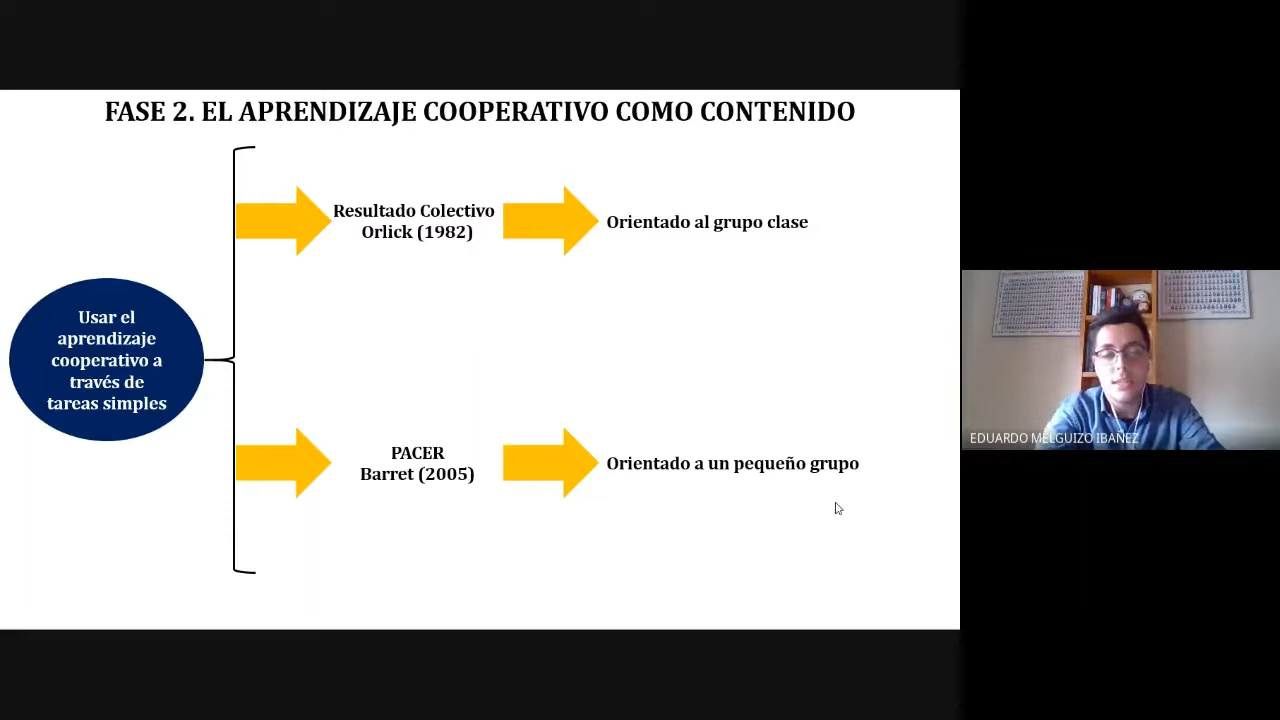 FASE 2. EL APRENDIZAJE COOPERATIVO COMO CONTENIDO
Resultado Colectivo
Orlick (1982)
Orientado al grupo clase
Usar el
aprendizaje
cooperativo a
través de
tareas simples
PACER
Barret (2005)
Orientado a un pequeño grupo
EDUARDO MELGUIZO IBAÑEZ